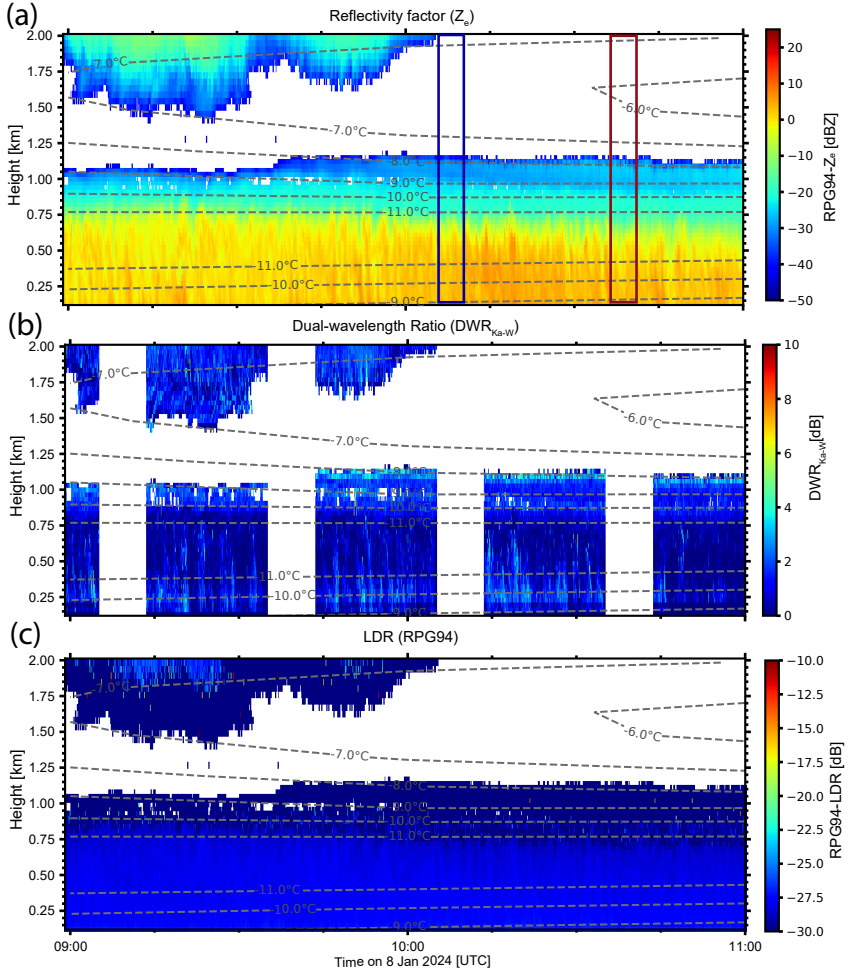 (a)
Reflectivity factor (Ze)
2.00
1.75
1.50
1.25
1.00
0.75
0.50
0.25
Height [km]
-7.0°C
-6.0°C
-7.0°C
-8.0°C
-9.0°C
-10.0°C
-11.0°C
-11.0°C
-10.0°C
-9.0°C
20
10
0
−10
−20
−30
−40
−50
RPG94-Ze [dBZ]
(b)
Dual-wavelength Ratio (DWRKa-W)
2.00
1.75
1.50
1.25
1.00
0.75
0.50
0.25
Height [km]
-7.0°C
-6.0°C
-7.0°C
-8.0°C
-9.0°C
-10.0°C
-11.0°C
-11.0°C
-10.0°C
-9.0°C
10
8
6
4
2
0
DWRKa-W[dB]
(c)
LDR (RPG94)
2.00
1.75
1.50
1.25
1.00
0.75
0.50
0.25
Height [km]
-7.0°C
-6.0°C
-7.0°C
-8.0°C
-9.0°C
-10.0°C
-11.0°C
-11.0°C
-10.0°C
-9.0°C
−10.0
−12.5
−15.0
−17.5
−20.0
−22.5
−25.0
−27.5
−30.0
RPG94-LDR [dB]
09:00
10:00
11:00
Time on 8 Jan 2024 [UTC]